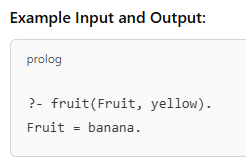 Example Input and Output:
prolog
?- fruit(Fruit, yellow).
Fruit = banana.